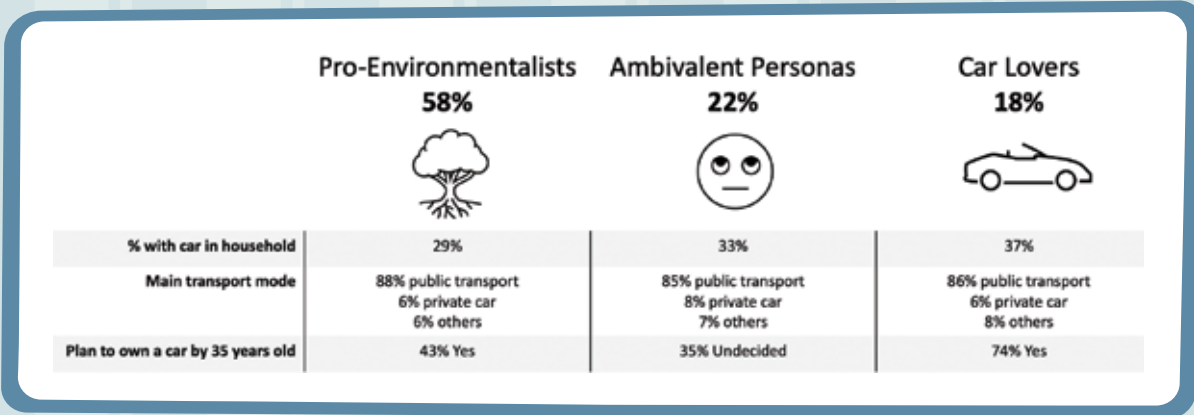 Pro-Environmentalists Ambivalent Personas Car Lovers
58% 22% 18%
% with car in household 29% 33% 37%
Main transport mode 88% public transport 85% public transport 86% public transport
6% private car 8% private car 6% private car
6% others 7% others 8% others
Plan to own a car by 35 years old 43% Yes 35% Undecided 74% Yes